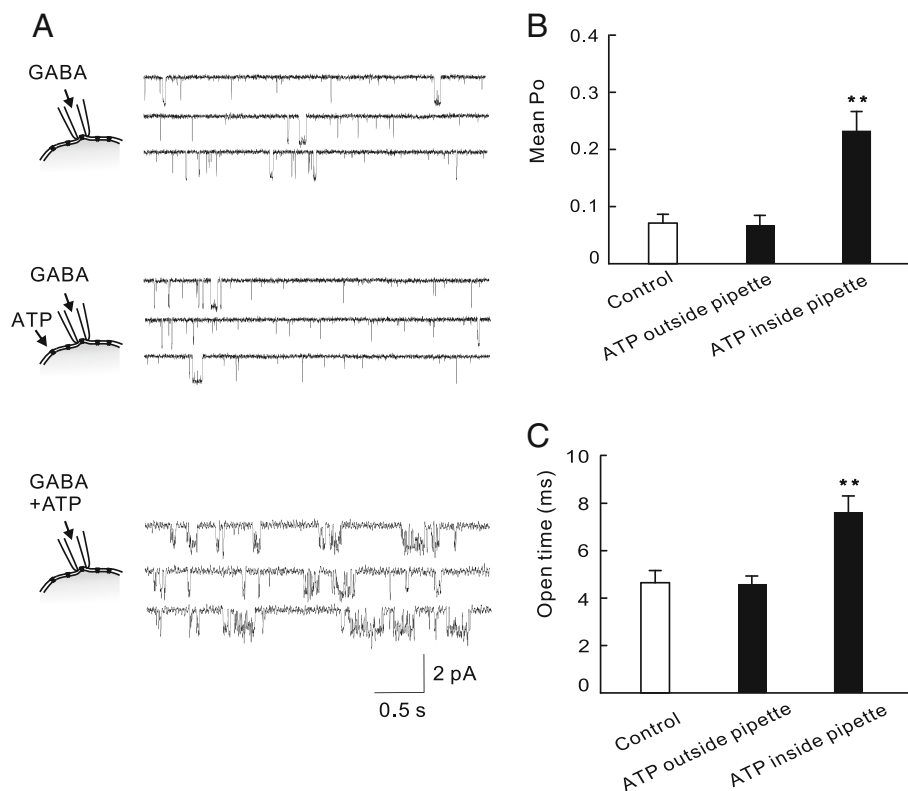 A
GABA
GABA
ATP
GABA
+ATP
2 pA
0.5 s
B
Mean Po
0.4
0.3
0.2
0.1
0
**
Control
ATP outside pipette
ATP inside pipette
C
Open time (ms)
10
8
6
4
2
0
**
Control
ATP outside pipette
ATP inside pipette